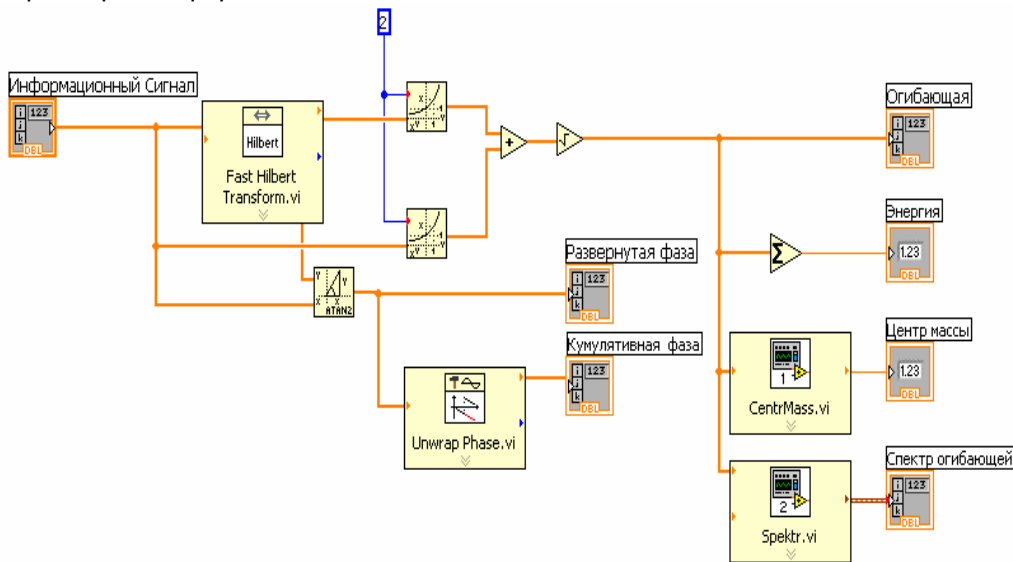 2
Информационный Сигнал
123
DBL
Hilbert
Fast Hilbert
Transform.vi
ATAN2
Развернутая фаза
123
DBL
Кумулятивная фаза
123
DBL
Unwrap Phase.vi
Огибающая
123
DBL
Энергия
1.23
DBL
Центр массы
1.23
DBL
1
CentrMass.vi
Спектр огибающей
123
DBL
2
Spektr.vi